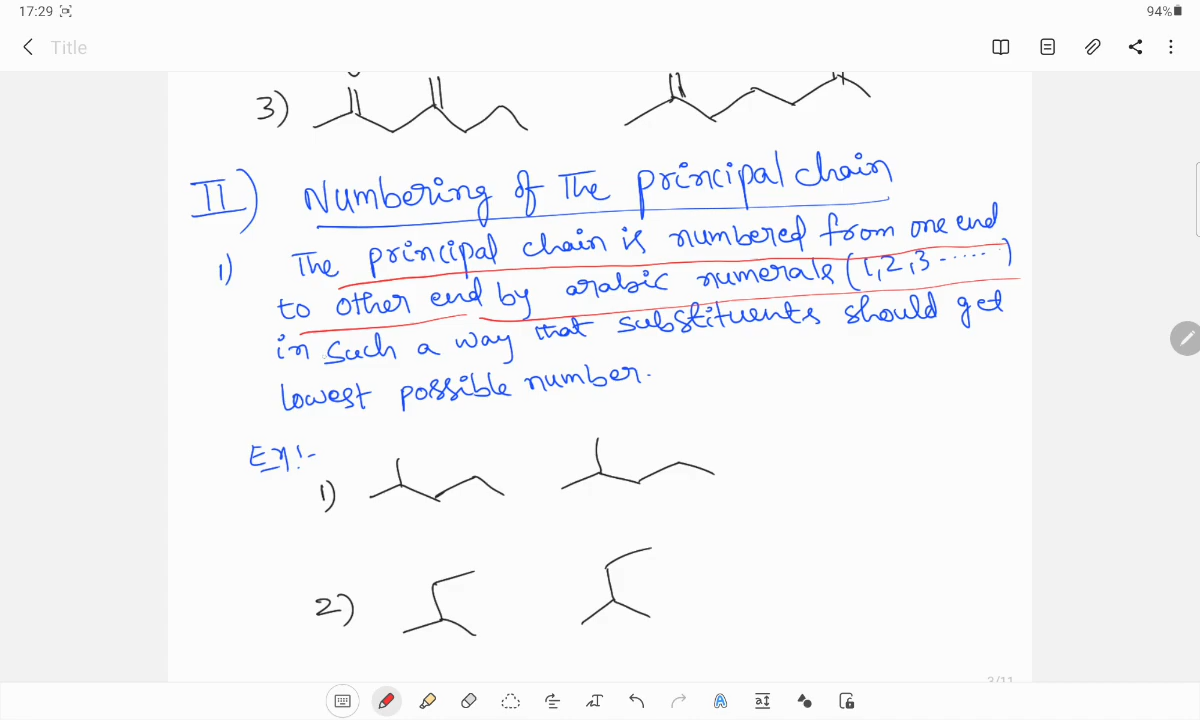 17:29
94%
Title
3)
II) Numbering of The principal chain
1) The principal chain is numbered from one end
to other end by arabic numerals (1,2,3 ......)
in such a way that substituents should get
lowest possible number.
Ex:-
1)
2)
3/11